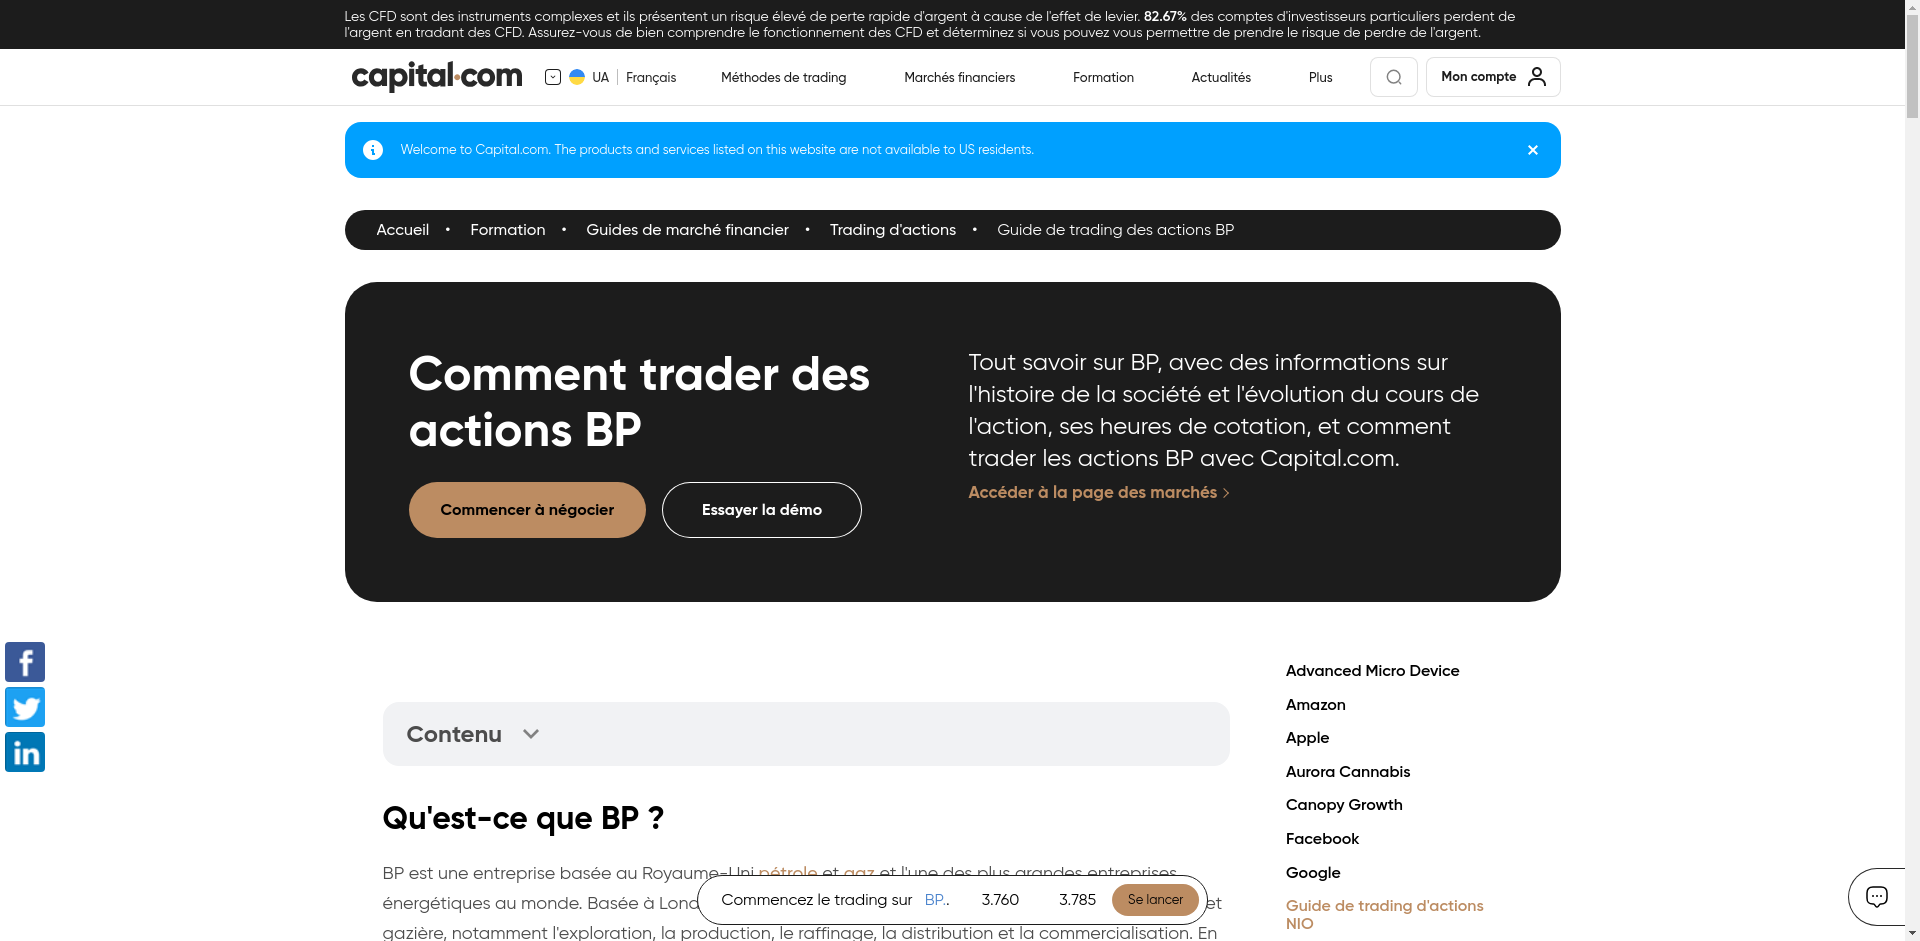 Les CFD sont des instruments complexes et ils présentent un risque élevé de perte rapide d'argent à cause de l'effet de levier. 82.67% des comptes d'investisseurs particuliers perdent de
l'argent en tradant des CFD. Assurez-vous de bien comprendre le fonctionnement des CFD et déterminez si vous pouvez vous permettre de prendre le risque de perdre de l'argent.
capital.com UA Français Méthodes de trading Marchés financiers Formation Actualités Plus Mon compte
Welcome to Capital.com. The products and services listed on this website are not available to US residents.
Accueil • Formation • Guides de marché financier • Trading d'actions • Guide de trading des actions BP
Comment trader des
actions BP
Commencer à négocier Essayer la démo
Tout savoir sur BP, avec des informations sur
l'histoire de la société et l'évolution du cours de
l'action, ses heures de cotation, et comment
trader les actions BP avec Capital.com.
Accéder à la page des marchés
Contenu
Qu'est-ce que BP ?
BP est une entreprise basée au Royaume-Uni pétrole et gaz et l'une des plus grandes entreprises
énergétiques au monde. Basée à et
gazière, notamment l'exploration, la production, le raffinage, la distribution et la commercialisation. En
Commencez le trading sur BP.. 3.760 3.785 Se lancer
Advanced Micro Device
Amazon
Apple
Aurora Cannabis
Canopy Growth
Facebook
Google
Guide de trading d'actions
NIO